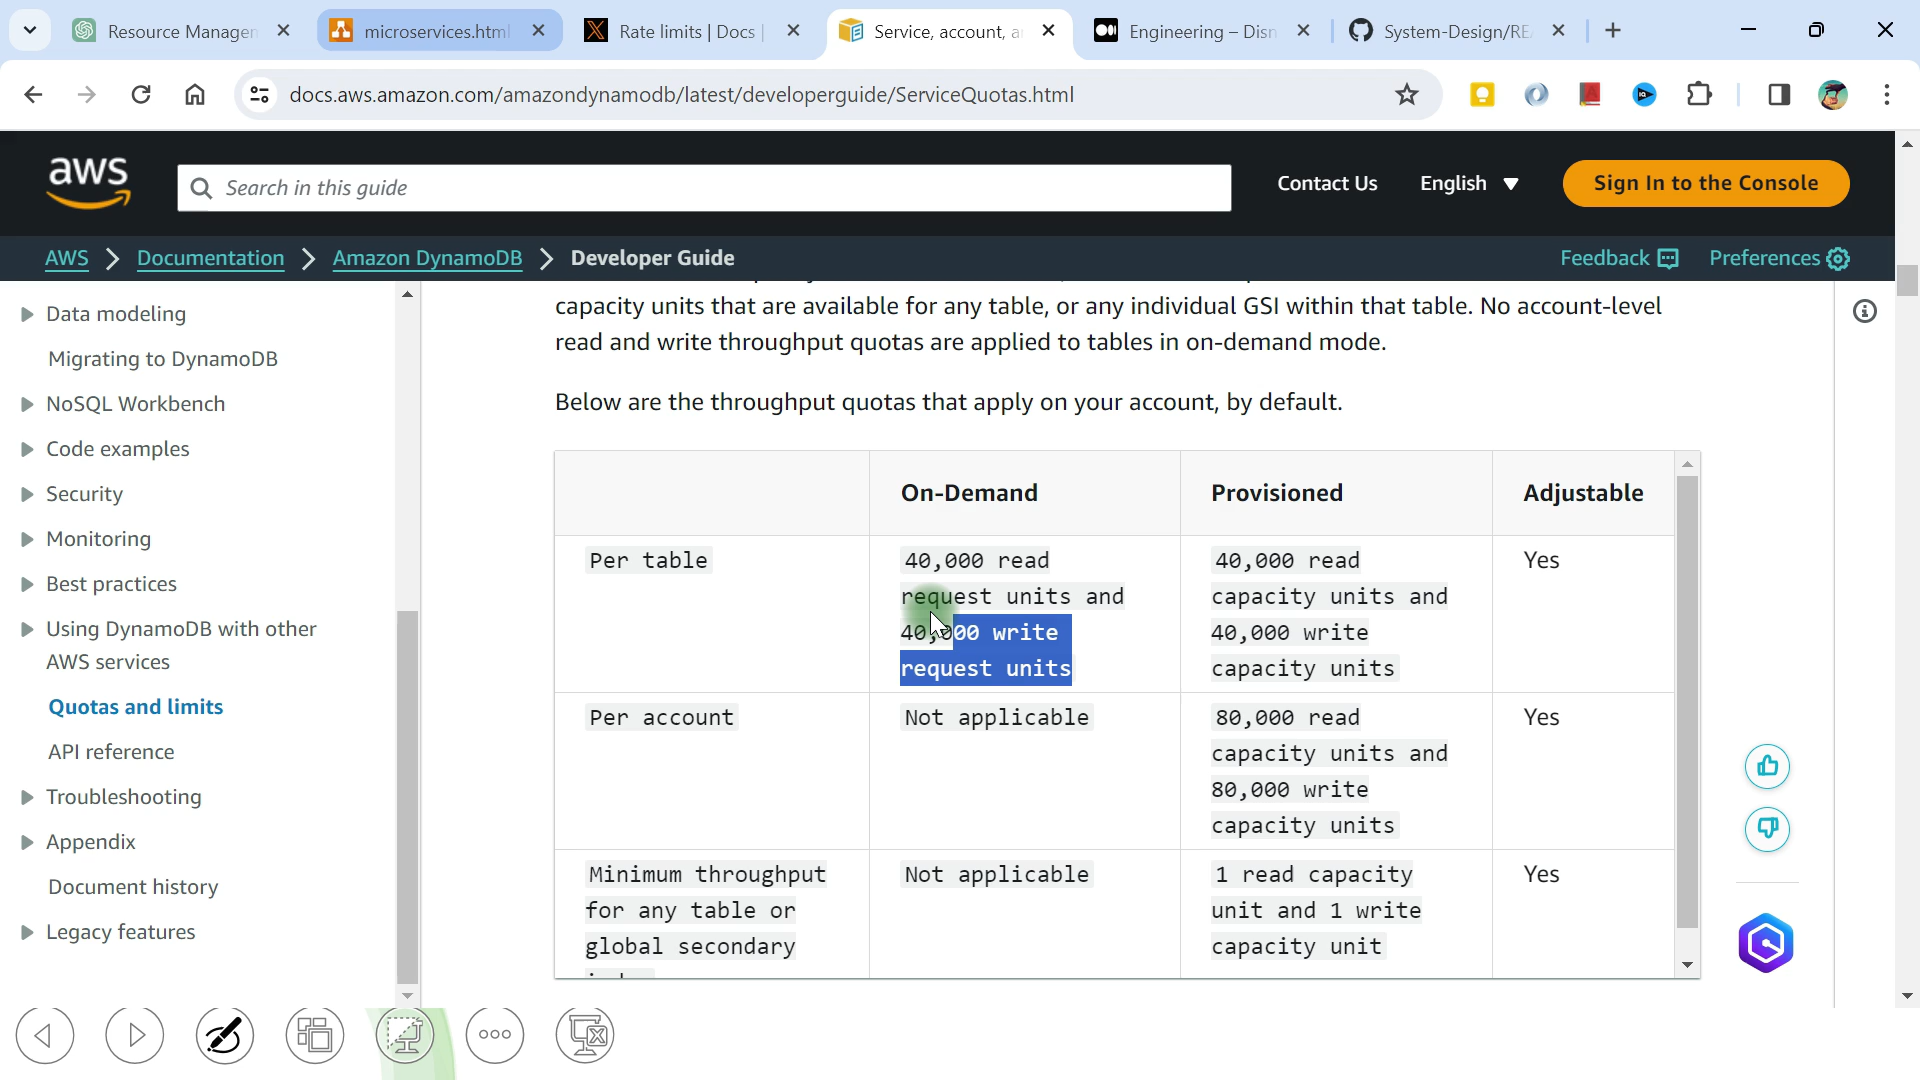 Resource Manager
microservices.html
Rate limits | Docs |
Service, account, a
Engineering – Disn
System-Design/RE
docs.aws.amazon.com/amazondynamodb/latest/developerguide/ServiceQuotas.html
aws
Search in this guide
Contact Us
English
Sign In to the Console
AWS
Documentation
Amazon DynamoDB
Developer Guide
Feedback
Preferences
Data modeling
Migrating to DynamoDB
NoSQL Workbench
Code examples
Security
Monitoring
Best practices
Using DynamoDB with other
AWS services
Quotas and limits
API reference
Troubleshooting
Appendix
Document history
Legacy features
capacity units that are available for any table, or any individual GSI within that table. No account-level
read and write throughput quotas are applied to tables in on-demand mode.
Below are the throughput quotas that apply on your account, by default.
On-Demand
Provisioned
Adjustable
Per table
40,000 read
request units and
40,000 write
request units
40,000 read
capacity units and
40,000 write
capacity units
Yes
Per account
Not applicable
80,000 read
capacity units and
80,000 write
capacity units
Yes
Minimum throughput
for any table or
global secondary
Not applicable
1 read capacity
unit and 1 write
capacity unit
Yes